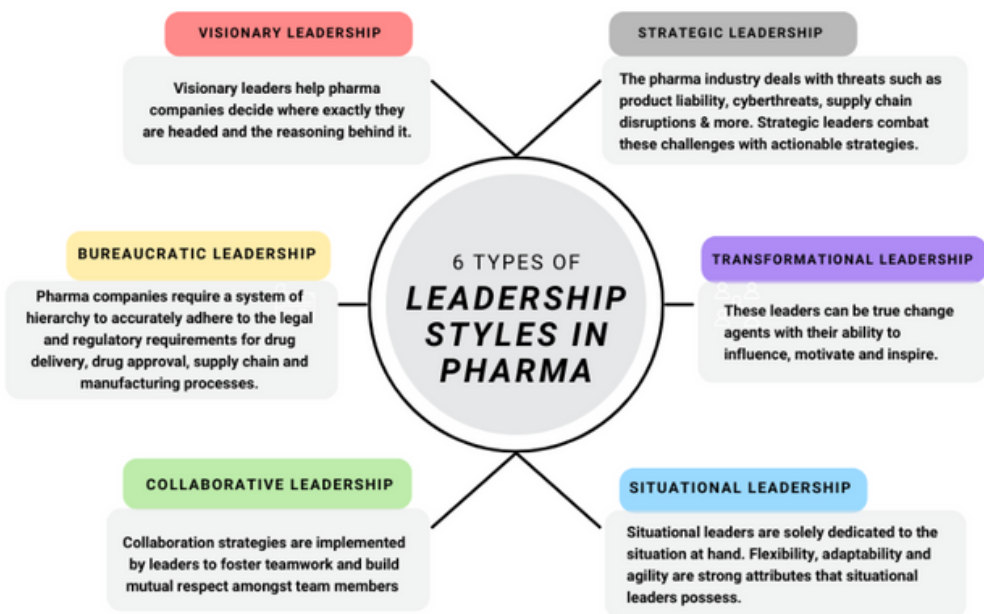 VISIONARY LEADERSHIP
Visionary leaders help pharma
companies decide where exactly they
are headed and the reasoning behind it.
STRATEGIC LEADERSHIP
The pharma industry deals with threats such as
product liability, cyberthreats, supply chain
disruptions & more. Strategic leaders combat
these challenges with actionable strategies.
BUREAUCRATIC LEADERSHIP
Pharma companies require a system of
hierarchy to accurately adhere to the legal
and regulatory requirements for drug
delivery, drug approval, supply chain and
manufacturing processes.
6 TYPES OF
LEADERSHIP
STYLES IN
PHARMA
TRANSFORMATIONAL LEADERSHIP
These leaders can be true change
agents with their ability to
influence, motivate and inspire.
COLLABORATIVE LEADERSHIP
Collaboration strategies are implemented
by leaders to foster teamwork and build
mutual respect amongst team members
SITUATIONAL LEADERSHIP
Situational leaders are solely dedicated to the
situation at hand. Flexibility, adaptability and
agility are strong attributes that situational
leaders possess.